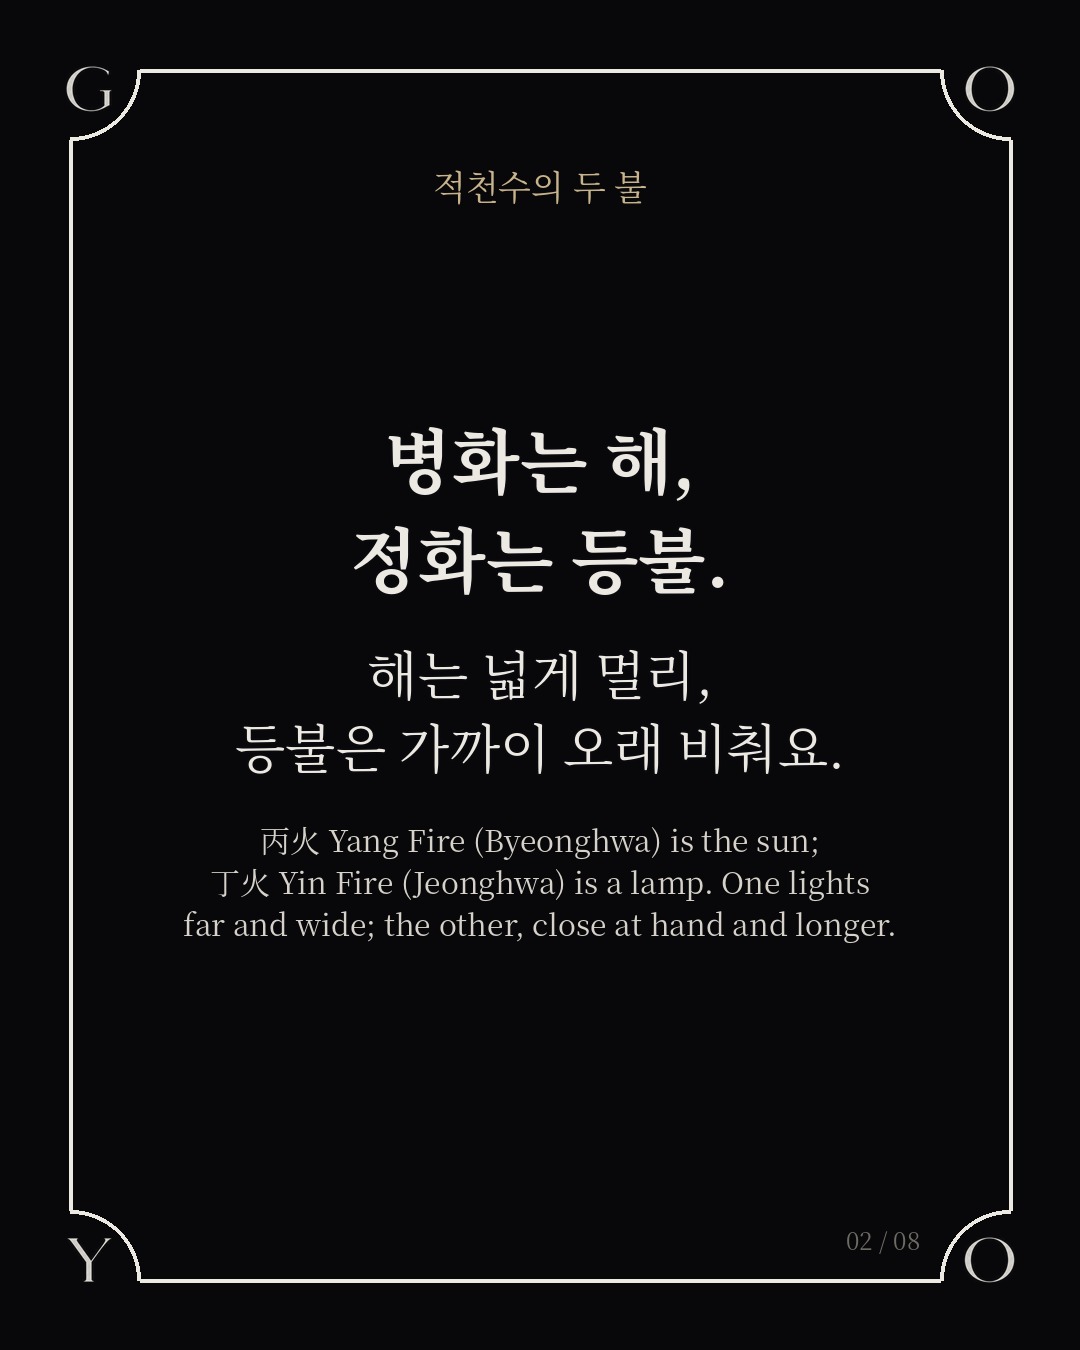 G O
적천수의 두 불
병화는 해,
정화는 등불.
해는 넓게 멀리,
등불은 가까이 오래 비춰요.
丙火 Yang Fire (Byeonghwa) is the sun;
丁火 Yin Fire (Jeonghwa) is a lamp. One lights
far and wide; the other, close at hand and longer.
02 / 08
Y O